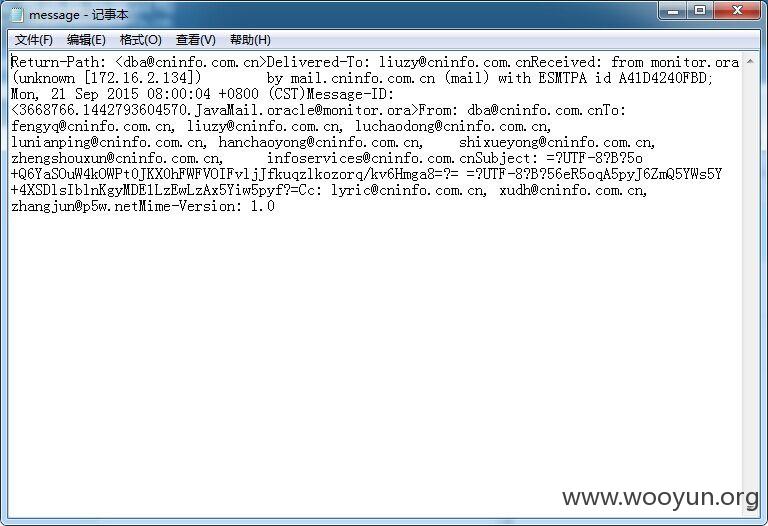 message - 记事本
文件(F) 编辑(E) 格式(O) 查看(V) 帮助(H)
Return-Path: <dba@cninfo.com.cn>Delivered-To: liuzy@cninfo.com.cnReceived: from monitor.ora
(unknown [172.16.2.134]) by mail.cninfo.com.cn (mail) with ESMTPA id A41D4240FBD;
Mon, 21 Sep 2015 08:00:04 +0800 (CST)Message-ID:
<3668766.1442793604570.JavaMail.oracle@monitor.ora>From: dba@cninfo.com.cnTo:
fengyq@cninfo.com.cn, liuzy@cninfo.com.cn, luchaodong@cninfo.com.cn,
lunianping@cninfo.com.cn, hanchaoyong@cninfo.com.cn, shixueyong@cninfo.com.cn,
zhengshouxun@cninfo.com.cn, infoservices@cninfo.com.cnSubject: =?UTF-8?B?5o
+Q6YaSOuW4kOWPt0JKXOhFWFVOIFvljJfkuqzlkozorq/kv6Hmga8=?= =?UTF-8?B?56eR5oqA5pyJ6ZmQ5YWs5Y
+4XSDlsIblnKgyMDE1LzEwLzAx5Yiw5pyf?=Cc: lyric@cninfo.com.cn, xudh@cninfo.com.cn,
zhangjun@p5w.netMime-Version: 1.0
www.wooyun.org